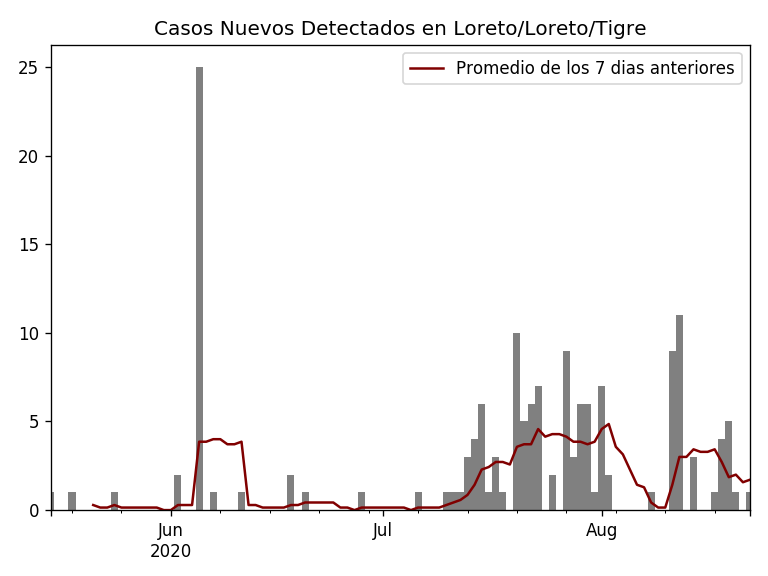 Casos Nuevos Detectados en Loreto/Loreto/Tigre
Promedio de los 7 dias anteriores
25
20
15
10
5
0
Jun
2020
Jul
Aug